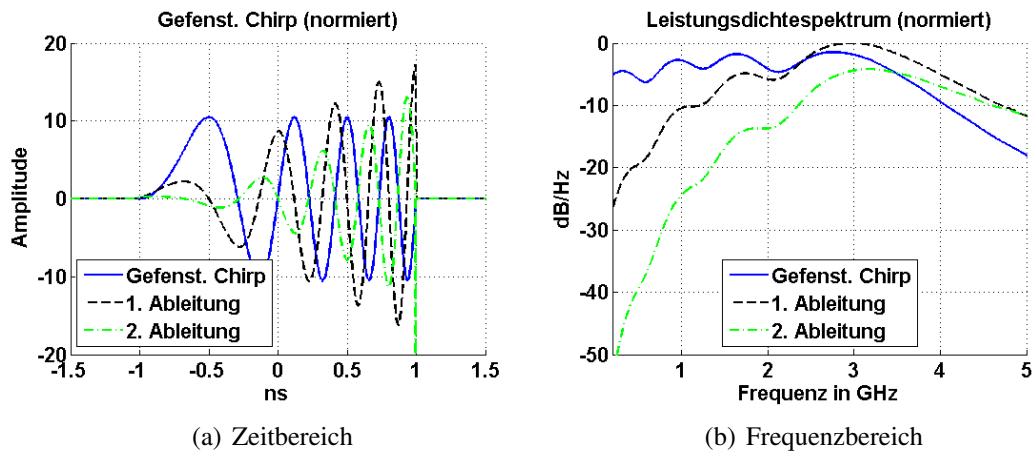 Gefenst. Chirp (normiert)
20
10
0
-10
-20
Amplitude
Gefenst. Chirp
1. Ableitung
2. Ableitung
-1.5 -1 -0.5 0 0.5 1 1.5
ns
(a) Zeitbereich
Leistungsdichtespektrum (normiert)
0
-10
-20
-30
-40
-50
dB/Hz
Gefenst. Chirp
1. Ableitung
2. Ableitung
1 2 3 4 5
Frequenz in GHz
(b) Frequenzbereich